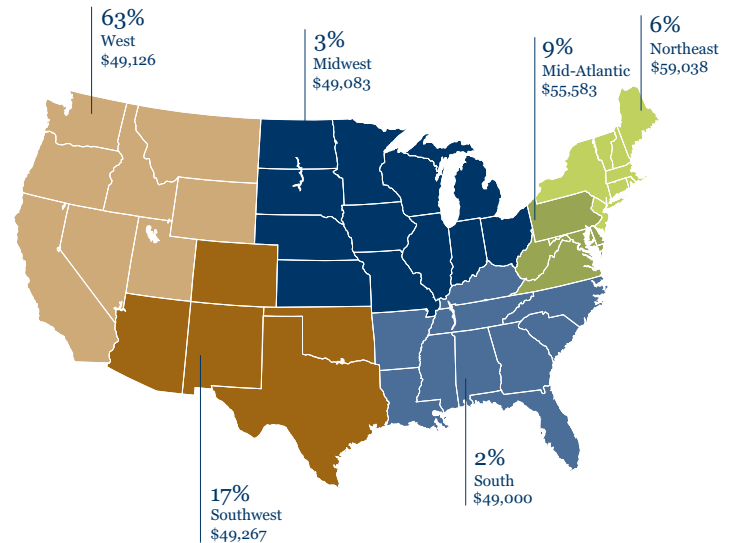 63%
West
$49,126
3%
Midwest
$49,083
9%
Mid-Atlantic
$55,583
6%
Northeast
$59,038
17%
Southwest
$49,267
2%
South
$49,000